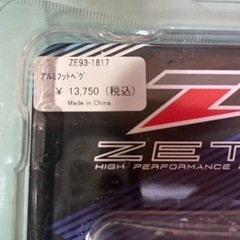 ZE93-1817
アルミフットペグ
¥ 13,750 (税込)
Made in China
ZET
HIGH PERFORMANCE